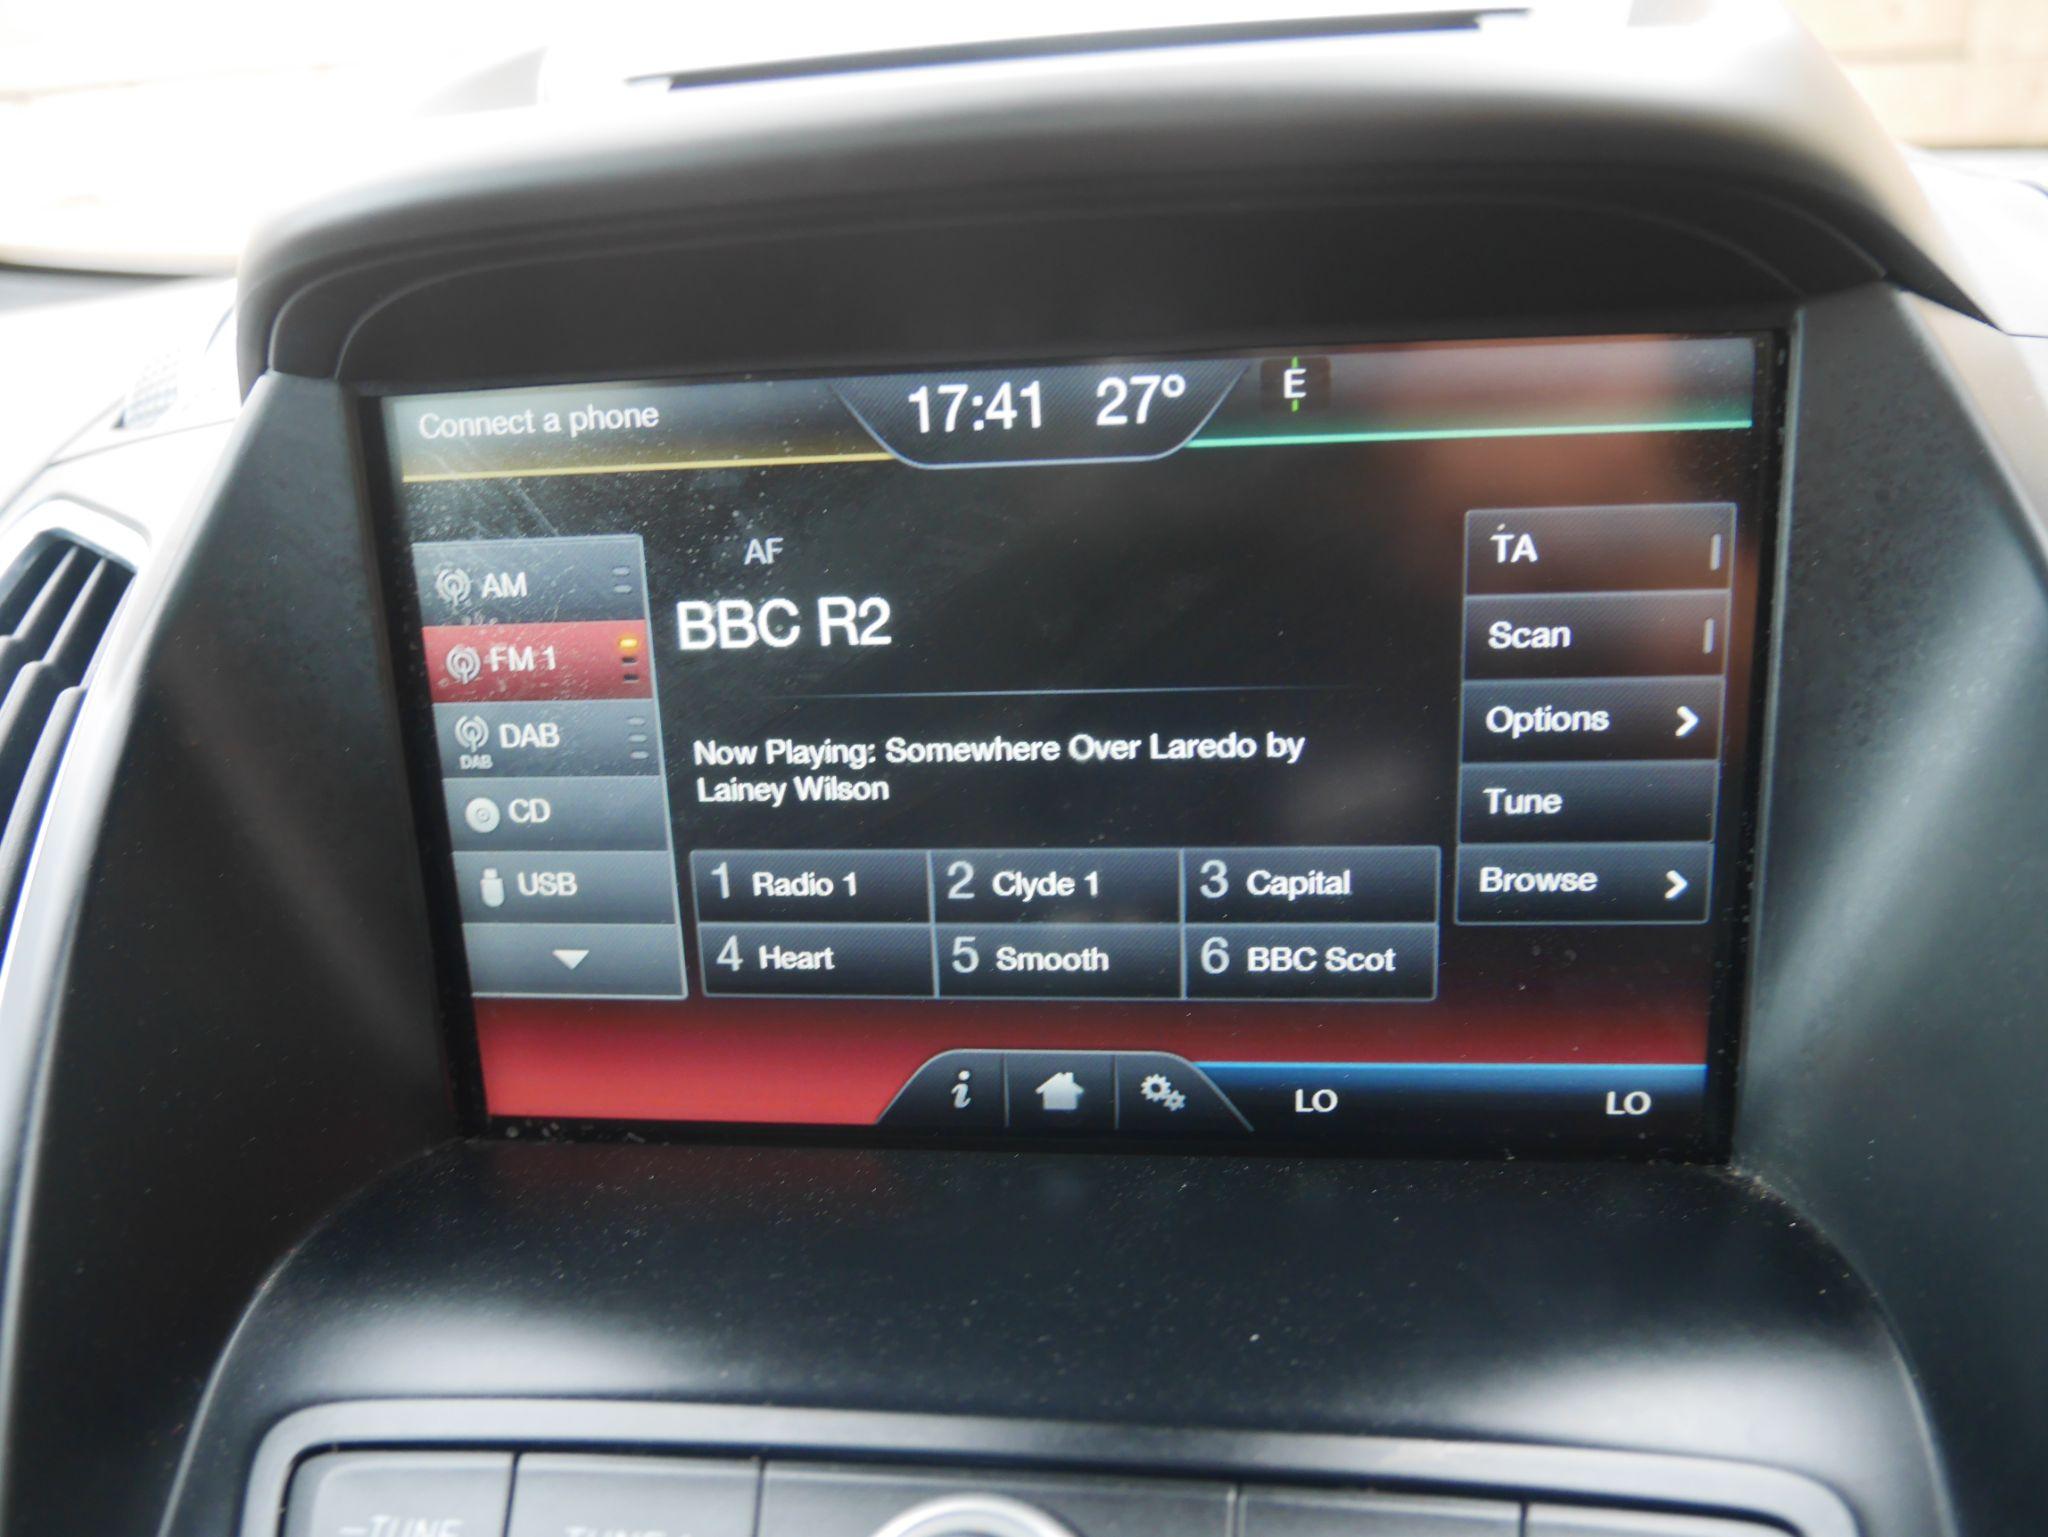 Connect a phone
17:41 27º
E
AF
BBC R2
AM
FM 1
DAB
DAB
CD
USB
Now Playing: Somewhere Over Laredo by
Lainey Wilson
1 Radio 1
2 Clyde 1
3 Capital
4 Heart
5 Smooth
6 BBC Scot
TA
Scan
Options
Tune
Browse
i
LO
LO
–TUNE